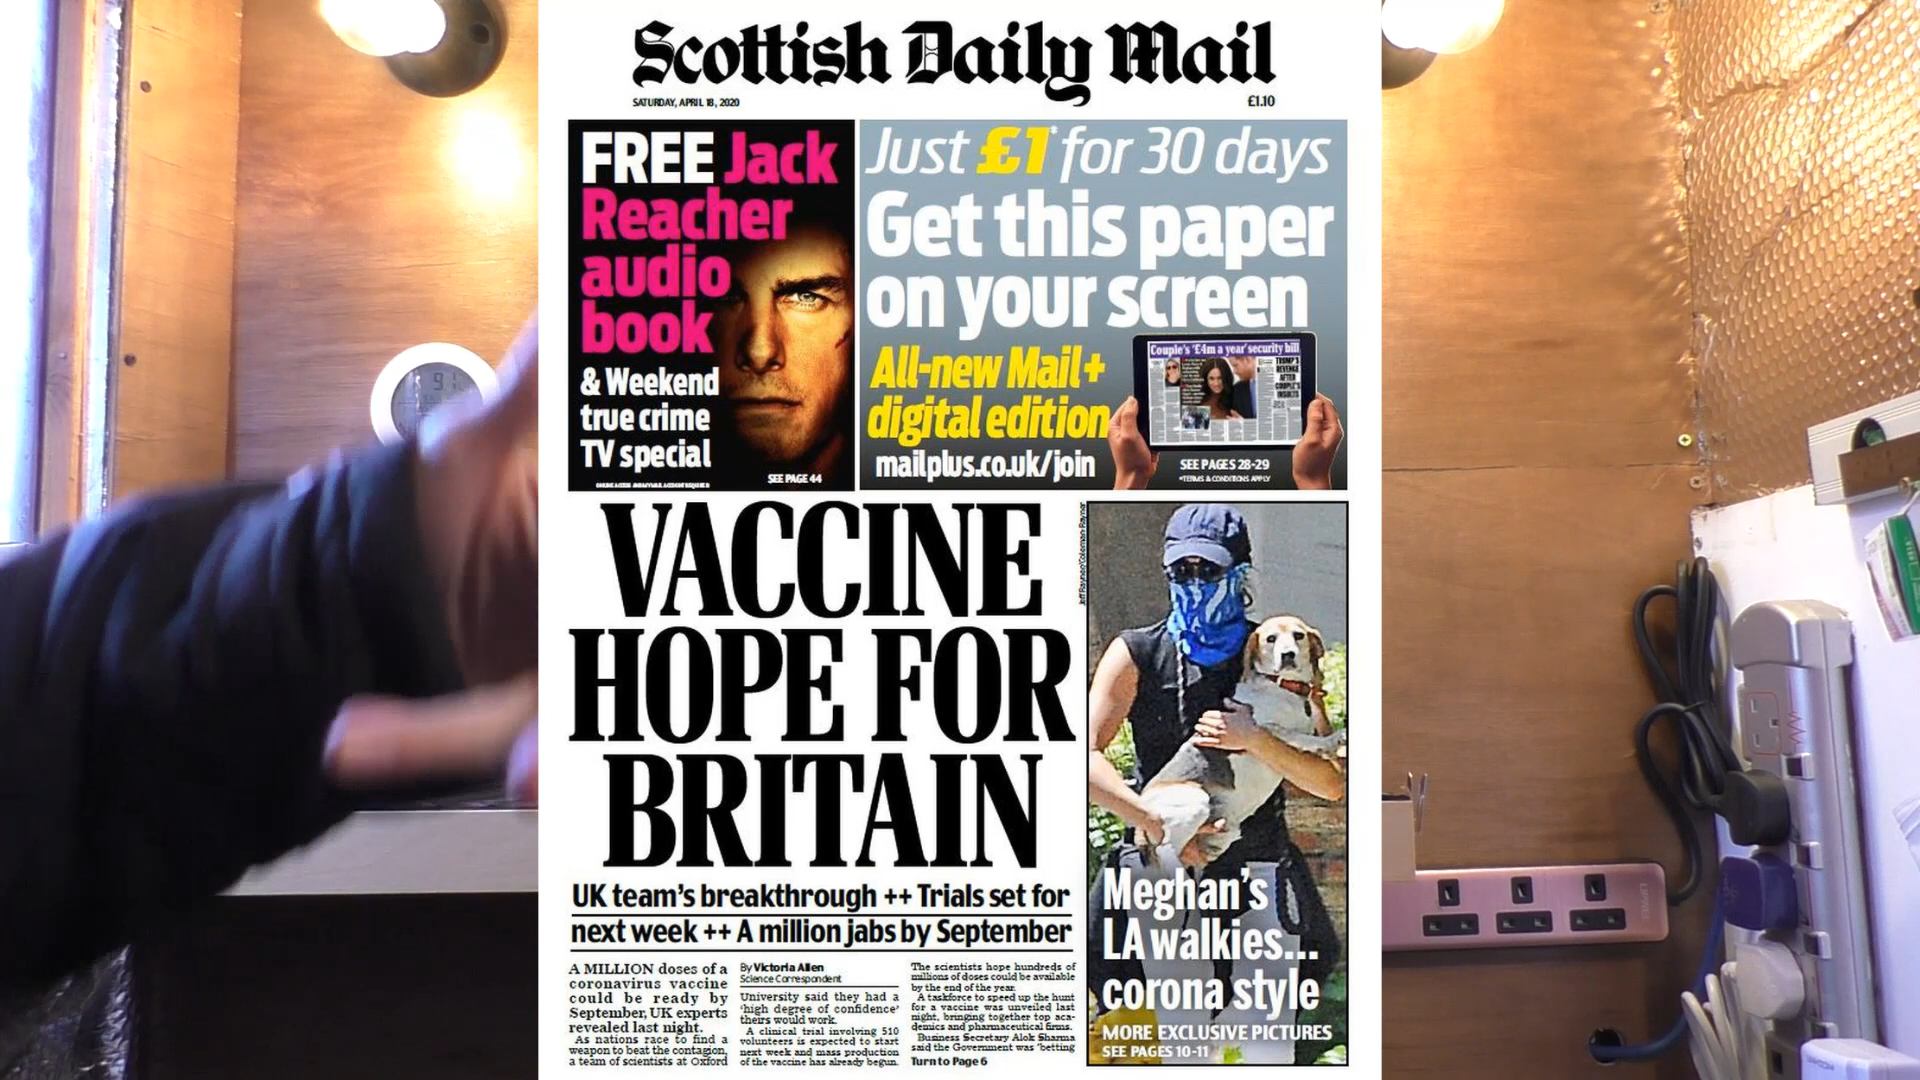 Scottish Daily Mail
SATURDAY, APRIL 18, 2020
£1.10
FREE Jack
Reacher
audio
book
& Weekend
true crime
TV special
SEE PAGE 44
Just £1* for 30 days
Get this paper
on your screen
All-new Mail+
digital edition
mailplus.co.uk/join
Couple's '£4m a year' security bill
TRUMP'S
REVENGE
AFTER
COUPLE'S
INSULTS
SEE PAGES 28-29
*TERMS & CONDITIONS APPLY
VACCINE
HOPE FOR
BRITAIN
UK team's breakthrough ++ Trials set for
next week ++ A million jabs by September
A MILLION doses of a
coronavirus vaccine
could be ready by
September, UK experts
revealed last night.
As nations race to find a
weapon to beat the contagion,
a team of scientists at Oxford
By Victoria Allen
Science Correspondent
University said they had a
'high degree of confidence'
theirs would work.
A clinical trial involving 510
volunteers is expected to start
next week and mass production
of the vaccine has already begun.
The scientists hope hundreds of
millions of doses could be available
by the end of the year.
A taskforce to speed up the hunt
for a vaccine was unveiled last
night, bringing together top aca-
demics and pharmaceutical firms.
Business Secretary Alok Sharma
said the Government was 'betting
Turn to Page 6
Meghan's
LA walkies...
corona style
MORE EXCLUSIVE PICTURES
SEE PAGES 10-11